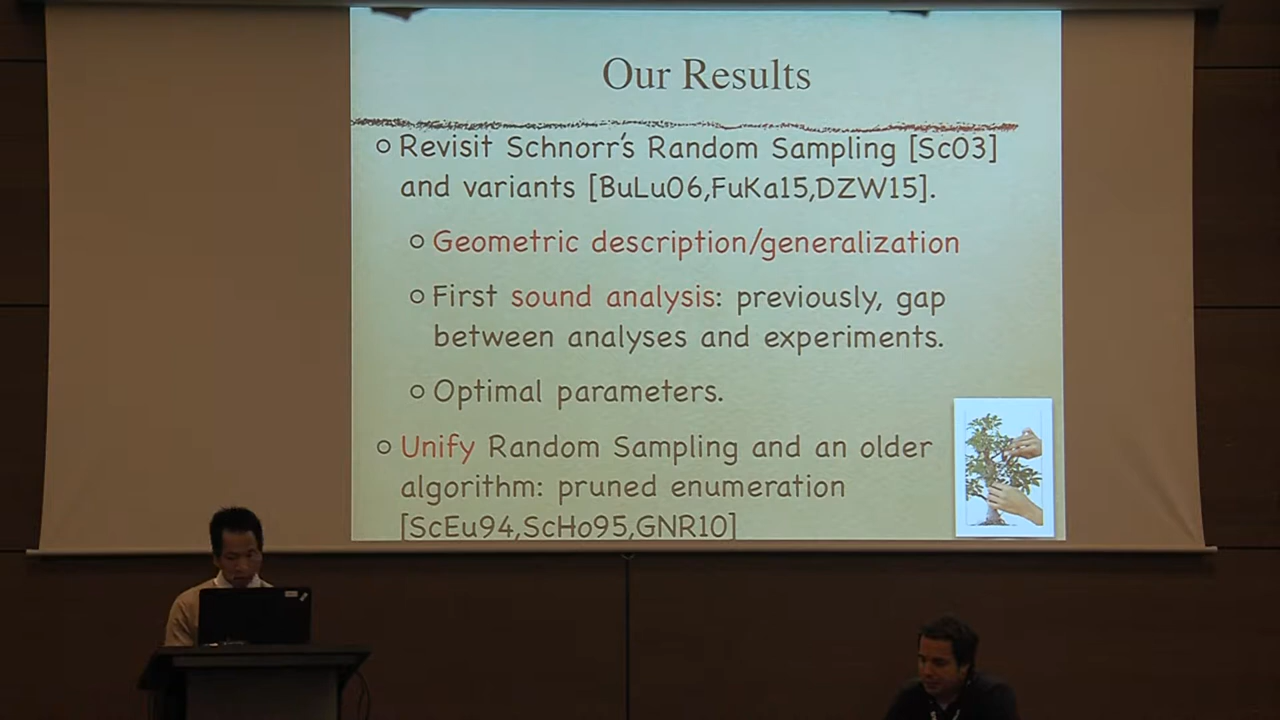 Our Results
Revisit Schnorr's Random Sampling [Sc03]
and variants [BuLu06,FuKa15,DZW15].
Geometric description/generalization
First sound analysis: previously, gap
between analyses and experiments.
Optimal parameters.
Unify Random Sampling and an older
algorithm: pruned enumeration
[ScEu94,ScHo95,GNR10]